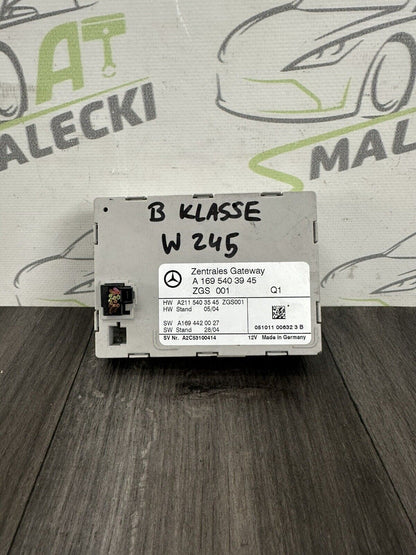 AT
MALECKI
S
MALE
B KLASSE
W 245
Zentrales Gateway
A 169 540 39 45
ZGS 001 Q1
HW A211 540 35 45 ZGS001
HW Stand 05/04
SW A169 442 00 27
SW Stand 28/04
051011 00632 3 B
SV Nr. A2C53100414 12V Made in Germany